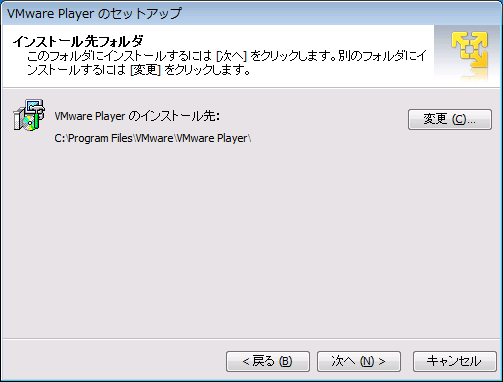 VMware Player のセットアップ
インストール先フォルダ
このフォルダにインストールするには [次へ] をクリックします。別のフォルダにイ
ンストールするには [変更] をクリックします。
VMware Player のインストール先:
変更 (C)...
C:\Program Files\VMware\VMware Player\
< 戻る (B)
次へ (N) >
キャンセル